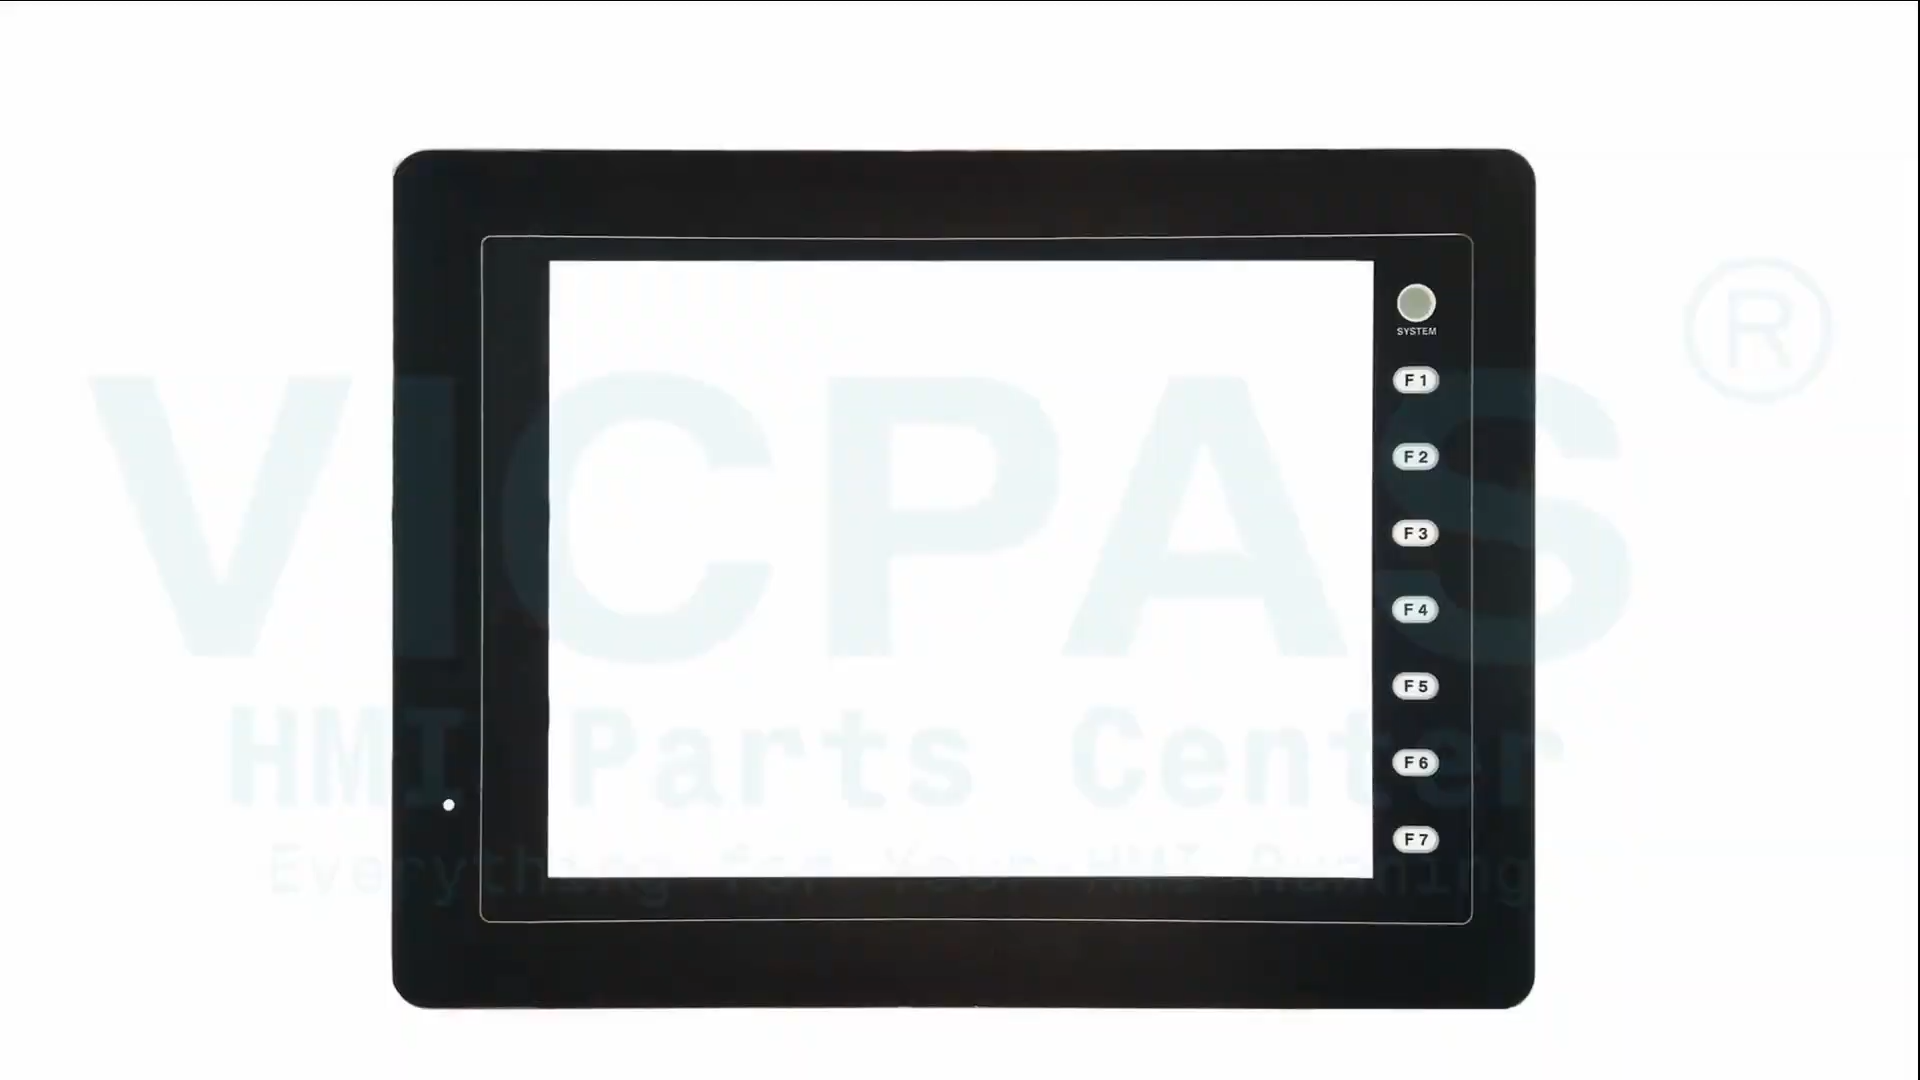 SYSTEM
F1
F2
F3
F4
F5
F6
F7
VICPAS®
HMI Parts Center
Everything for Your HMI Running